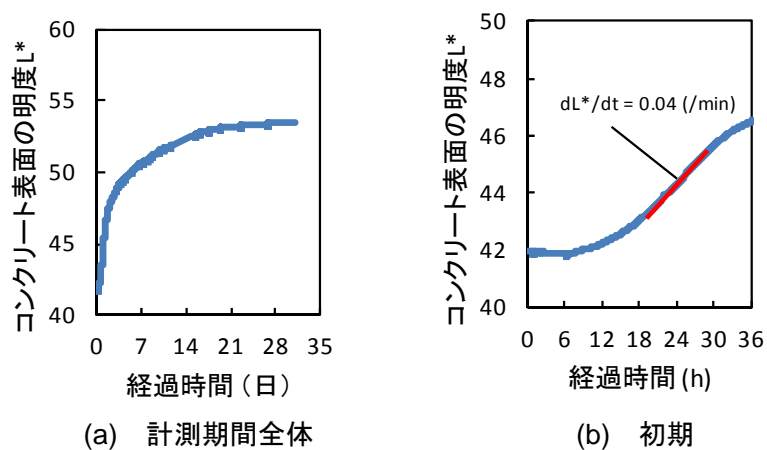 コンクリート表面の明度L*
60
55
50
45
40
0 7 14 21 28 35
経過時間（日）
(a) 計測期間全体
コンクリート表面の明度L*
50
48
46
44
42
40
dL*/dt = 0.04 (/min)
0 6 12 18 24 30 36
経過時間 (h)
(b) 初期